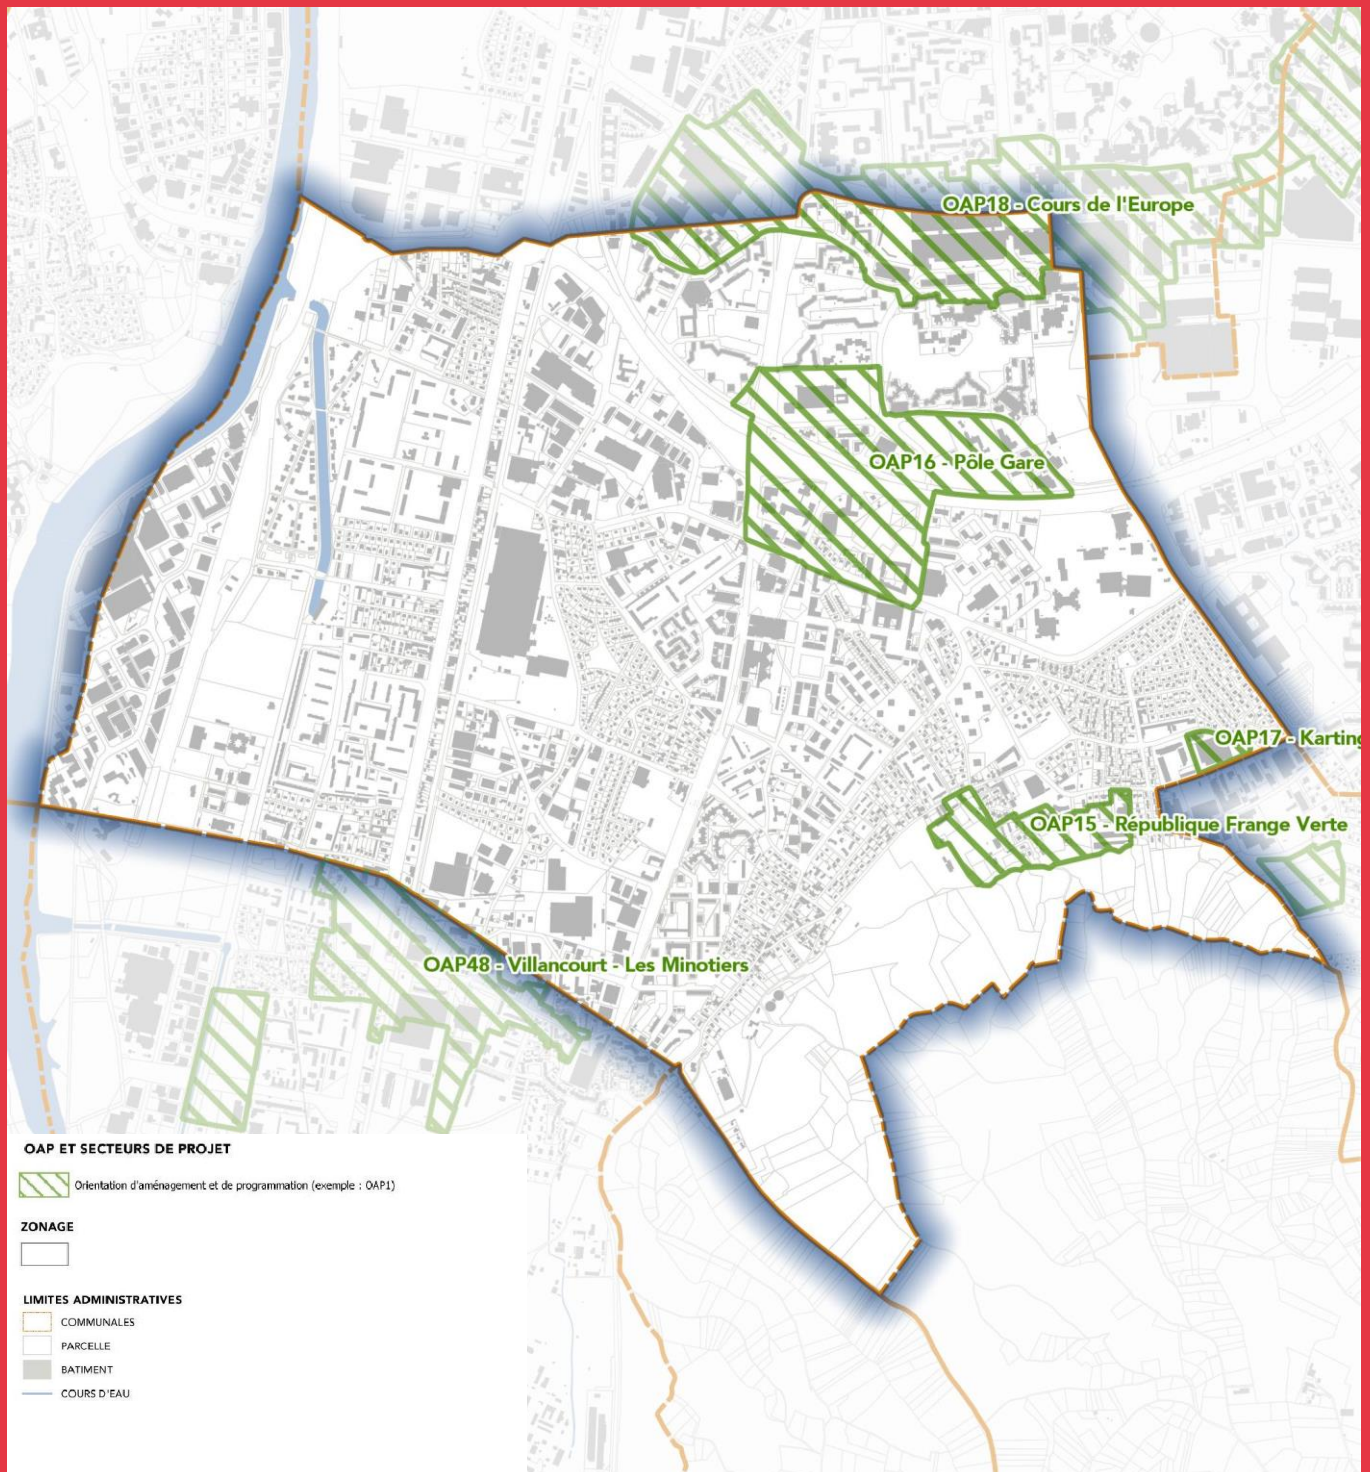 OAP18 - Cours de l'Europe
OAP16 - Pôle Gare
OAP17 - Karting
OAP15 - République Frange Verte
OAP48 - Villancourt - Les Minotiers
OAP ET SECTEURS DE PROJET
Orientation d'aménagement et de programmation (exemple : OAP1)
ZONAGE
LIMITES ADMINISTRATIVES
COMMUNALES
PARCELLE
BATIMENT
COURS D'EAU